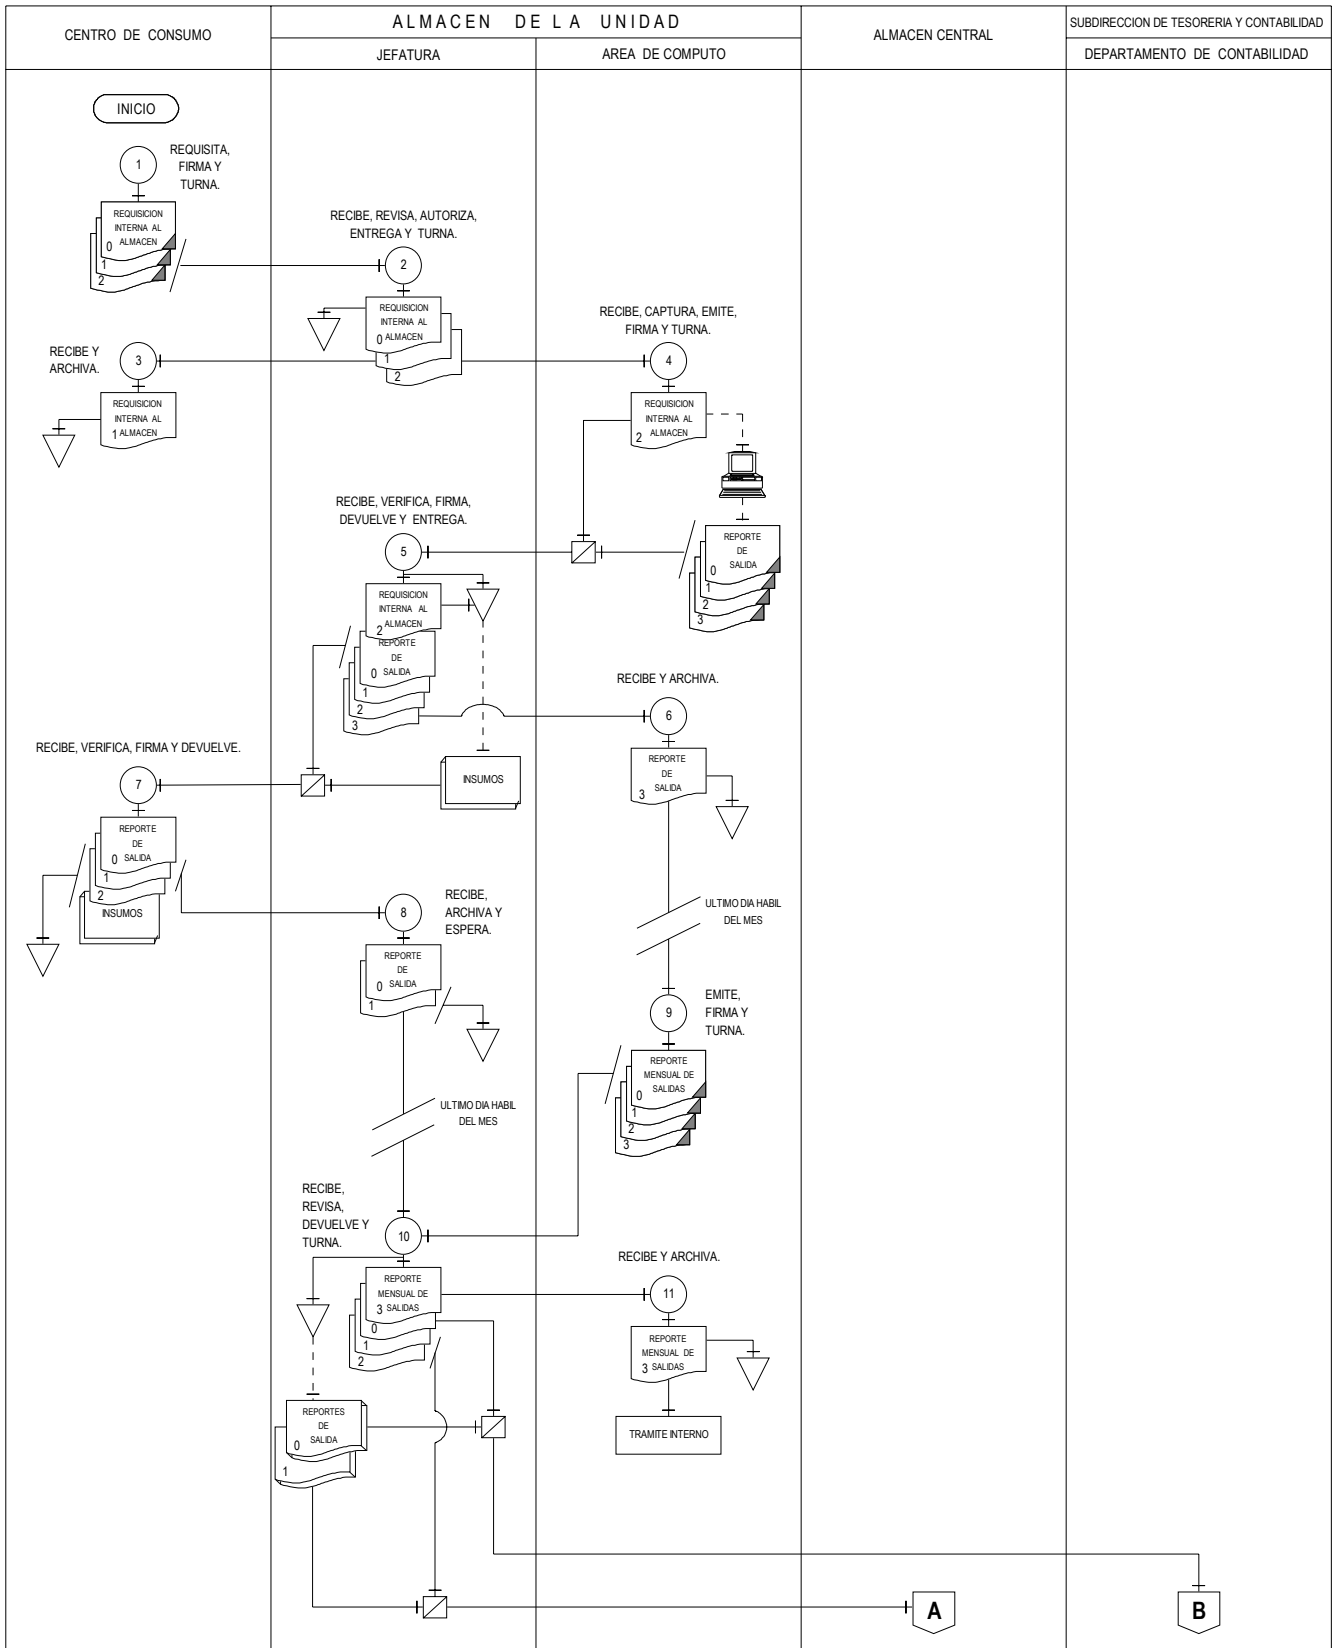 CENTRO DE CONSUMO
ALMACEN DE LA UNIDAD
JEFATURA
AREA DE COMPUTO
ALMACEN CENTRAL
SUBDIRECCION DE TESORERIA Y CONTABILIDAD
DEPARTAMENTO DE CONTABILIDAD
INICIO
1
REQUISITA,
FIRMA Y
TURNA.
REQUISICION
INTERNA AL
0 ALMACEN
1
2
RECIBE, REVISA, AUTORIZA,
ENTREGA Y TURNA.
2
REQUISICION
INTERNA AL
0 ALMACEN
1
2
RECIBE Y
ARCHIVA.
3
REQUISICION
INTERNA AL
1 ALMACEN
RECIBE, CAPTURA, EMITE,
FIRMA Y TURNA.
4
REQUISICION
INTERNA AL
2 ALMACEN
REPORTE
DE
0 SALIDA
1
2
3
RECIBE, VERIFICA, FIRMA,
DEVUELVE Y ENTREGA.
5
REQUISICION
INTERNA AL
2 ALMACEN
REPORTE
DE
0 SALIDA
1
2
3
INSUMOS
RECIBE Y ARCHIVA.
6
REPORTE
DE
3 SALIDA
ULTIMO DIA HABIL
DEL MES
RECIBE, VERIFICA, FIRMA Y DEVUELVE.
7
REPORTE
DE
0 SALIDA
1
2
INSUMOS
8
RECIBE,
ARCHIVA Y
ESPERA.
REPORTE
DE
0 SALIDA
1
ULTIMO DIA HABIL
DEL MES
9
EMITE,
FIRMA Y
TURNA.
REPORTE
MENSUAL DE
0 SALIDAS
1
2
3
RECIBE,
REVISA,
DEVUELVE Y
TURNA.
10
REPORTE
MENSUAL DE
3 SALIDAS
0
1
2
RECIBE Y ARCHIVA.
11
REPORTE
MENSUAL DE
3 SALIDAS
TRAMITE INTERNO
REPORTES
DE
0 SALIDA
1
A
B